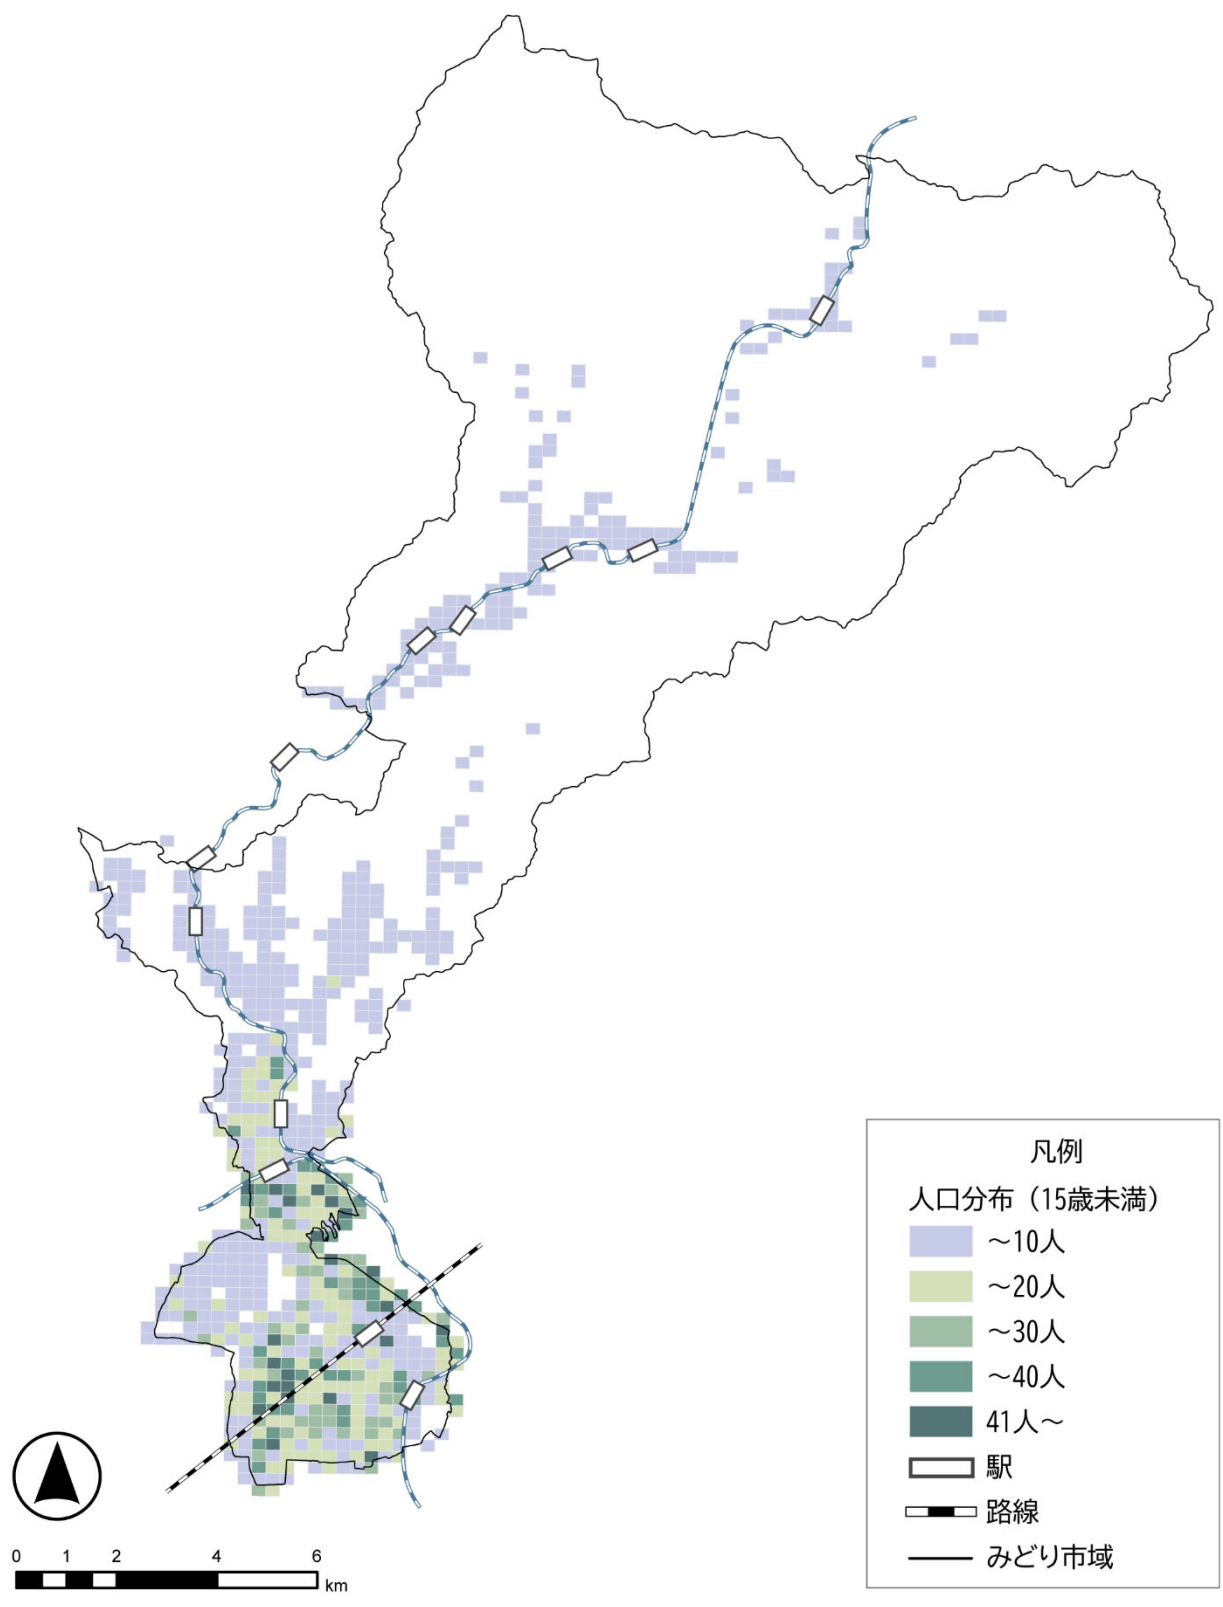 凡例
人口分布（15歳未満）
～10人
～20人
～30人
～40人
41人～
駅
路線
みどり市域
0 1 2 4 6
km